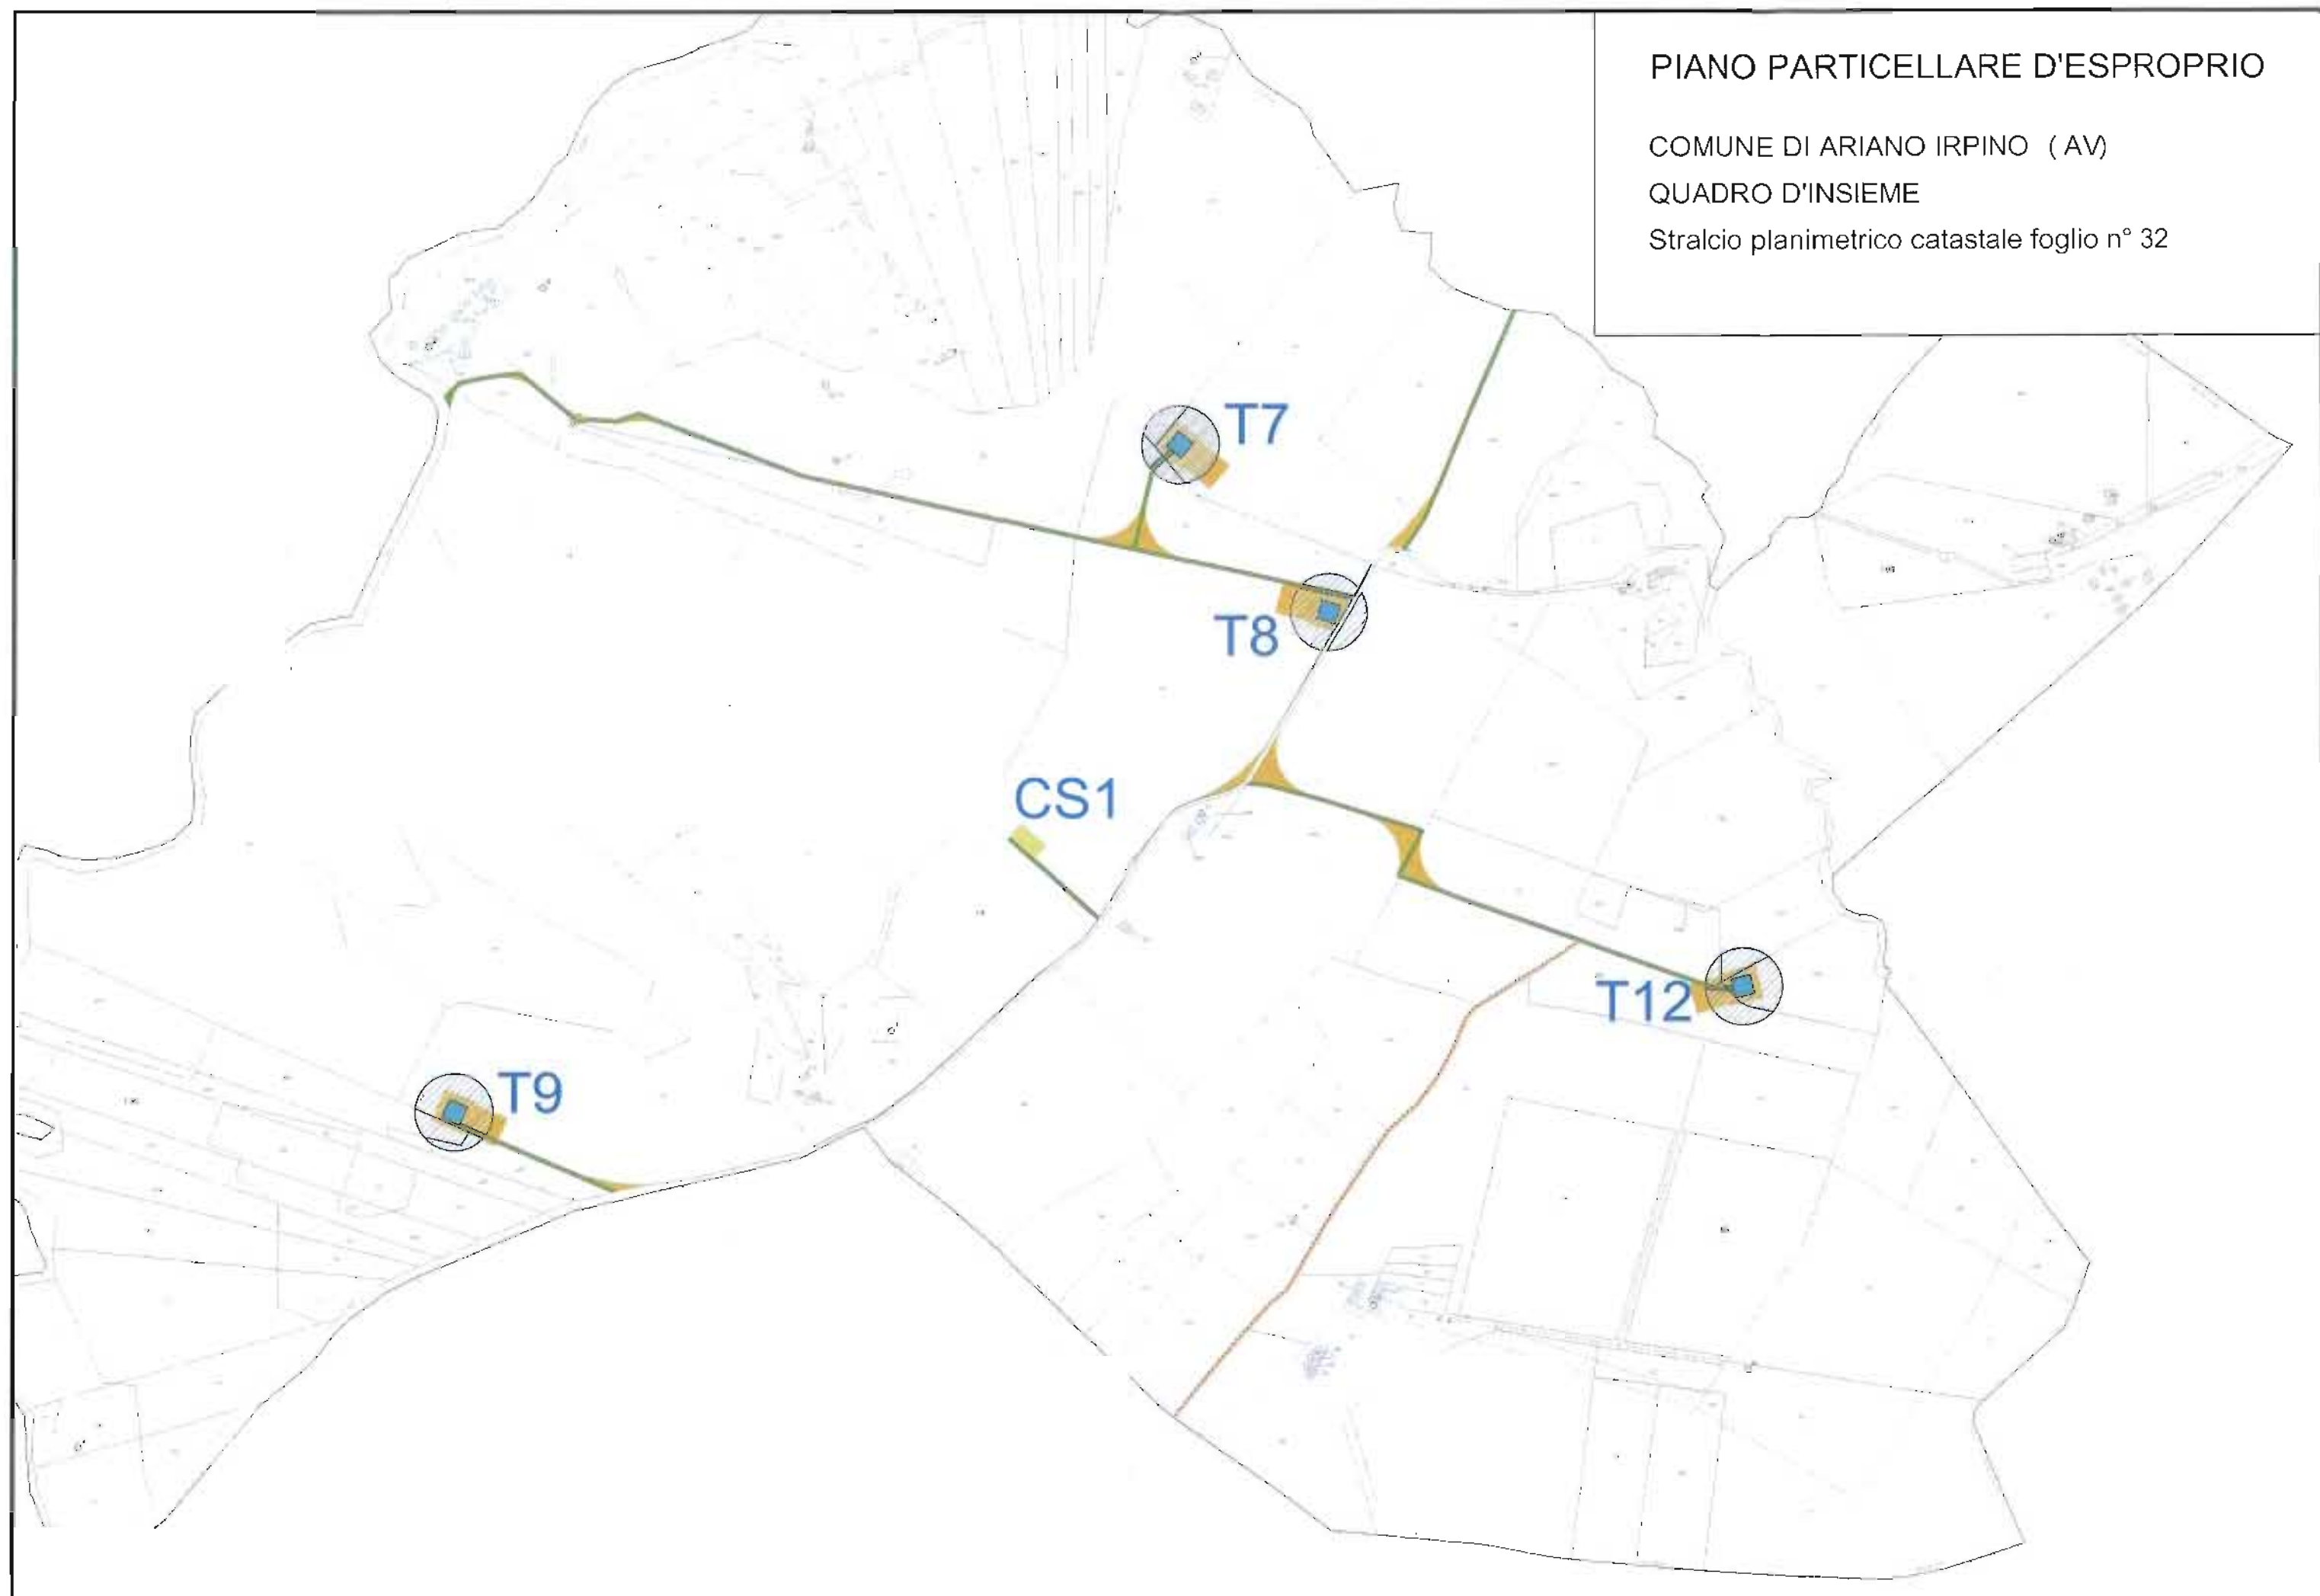 PIANO PARTICELLARE D'ESPROPRIO
COMUNE DI ARIANO IRPINO ( AV)
QUADRO D'INSIEME
Stralcio planimetrico catastale foglio n° 32
T7
T8
CS1
T12
T9